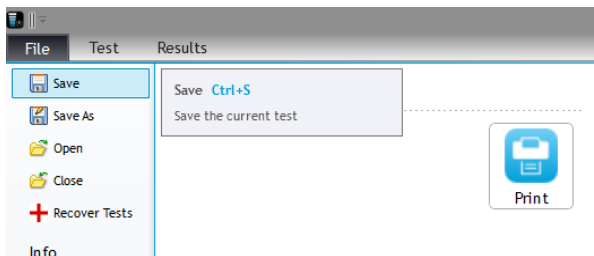 File Test Results
Save
Save As
Open
Close
Recover Tests
Info
Save Ctrl+S
Save the current test
Print